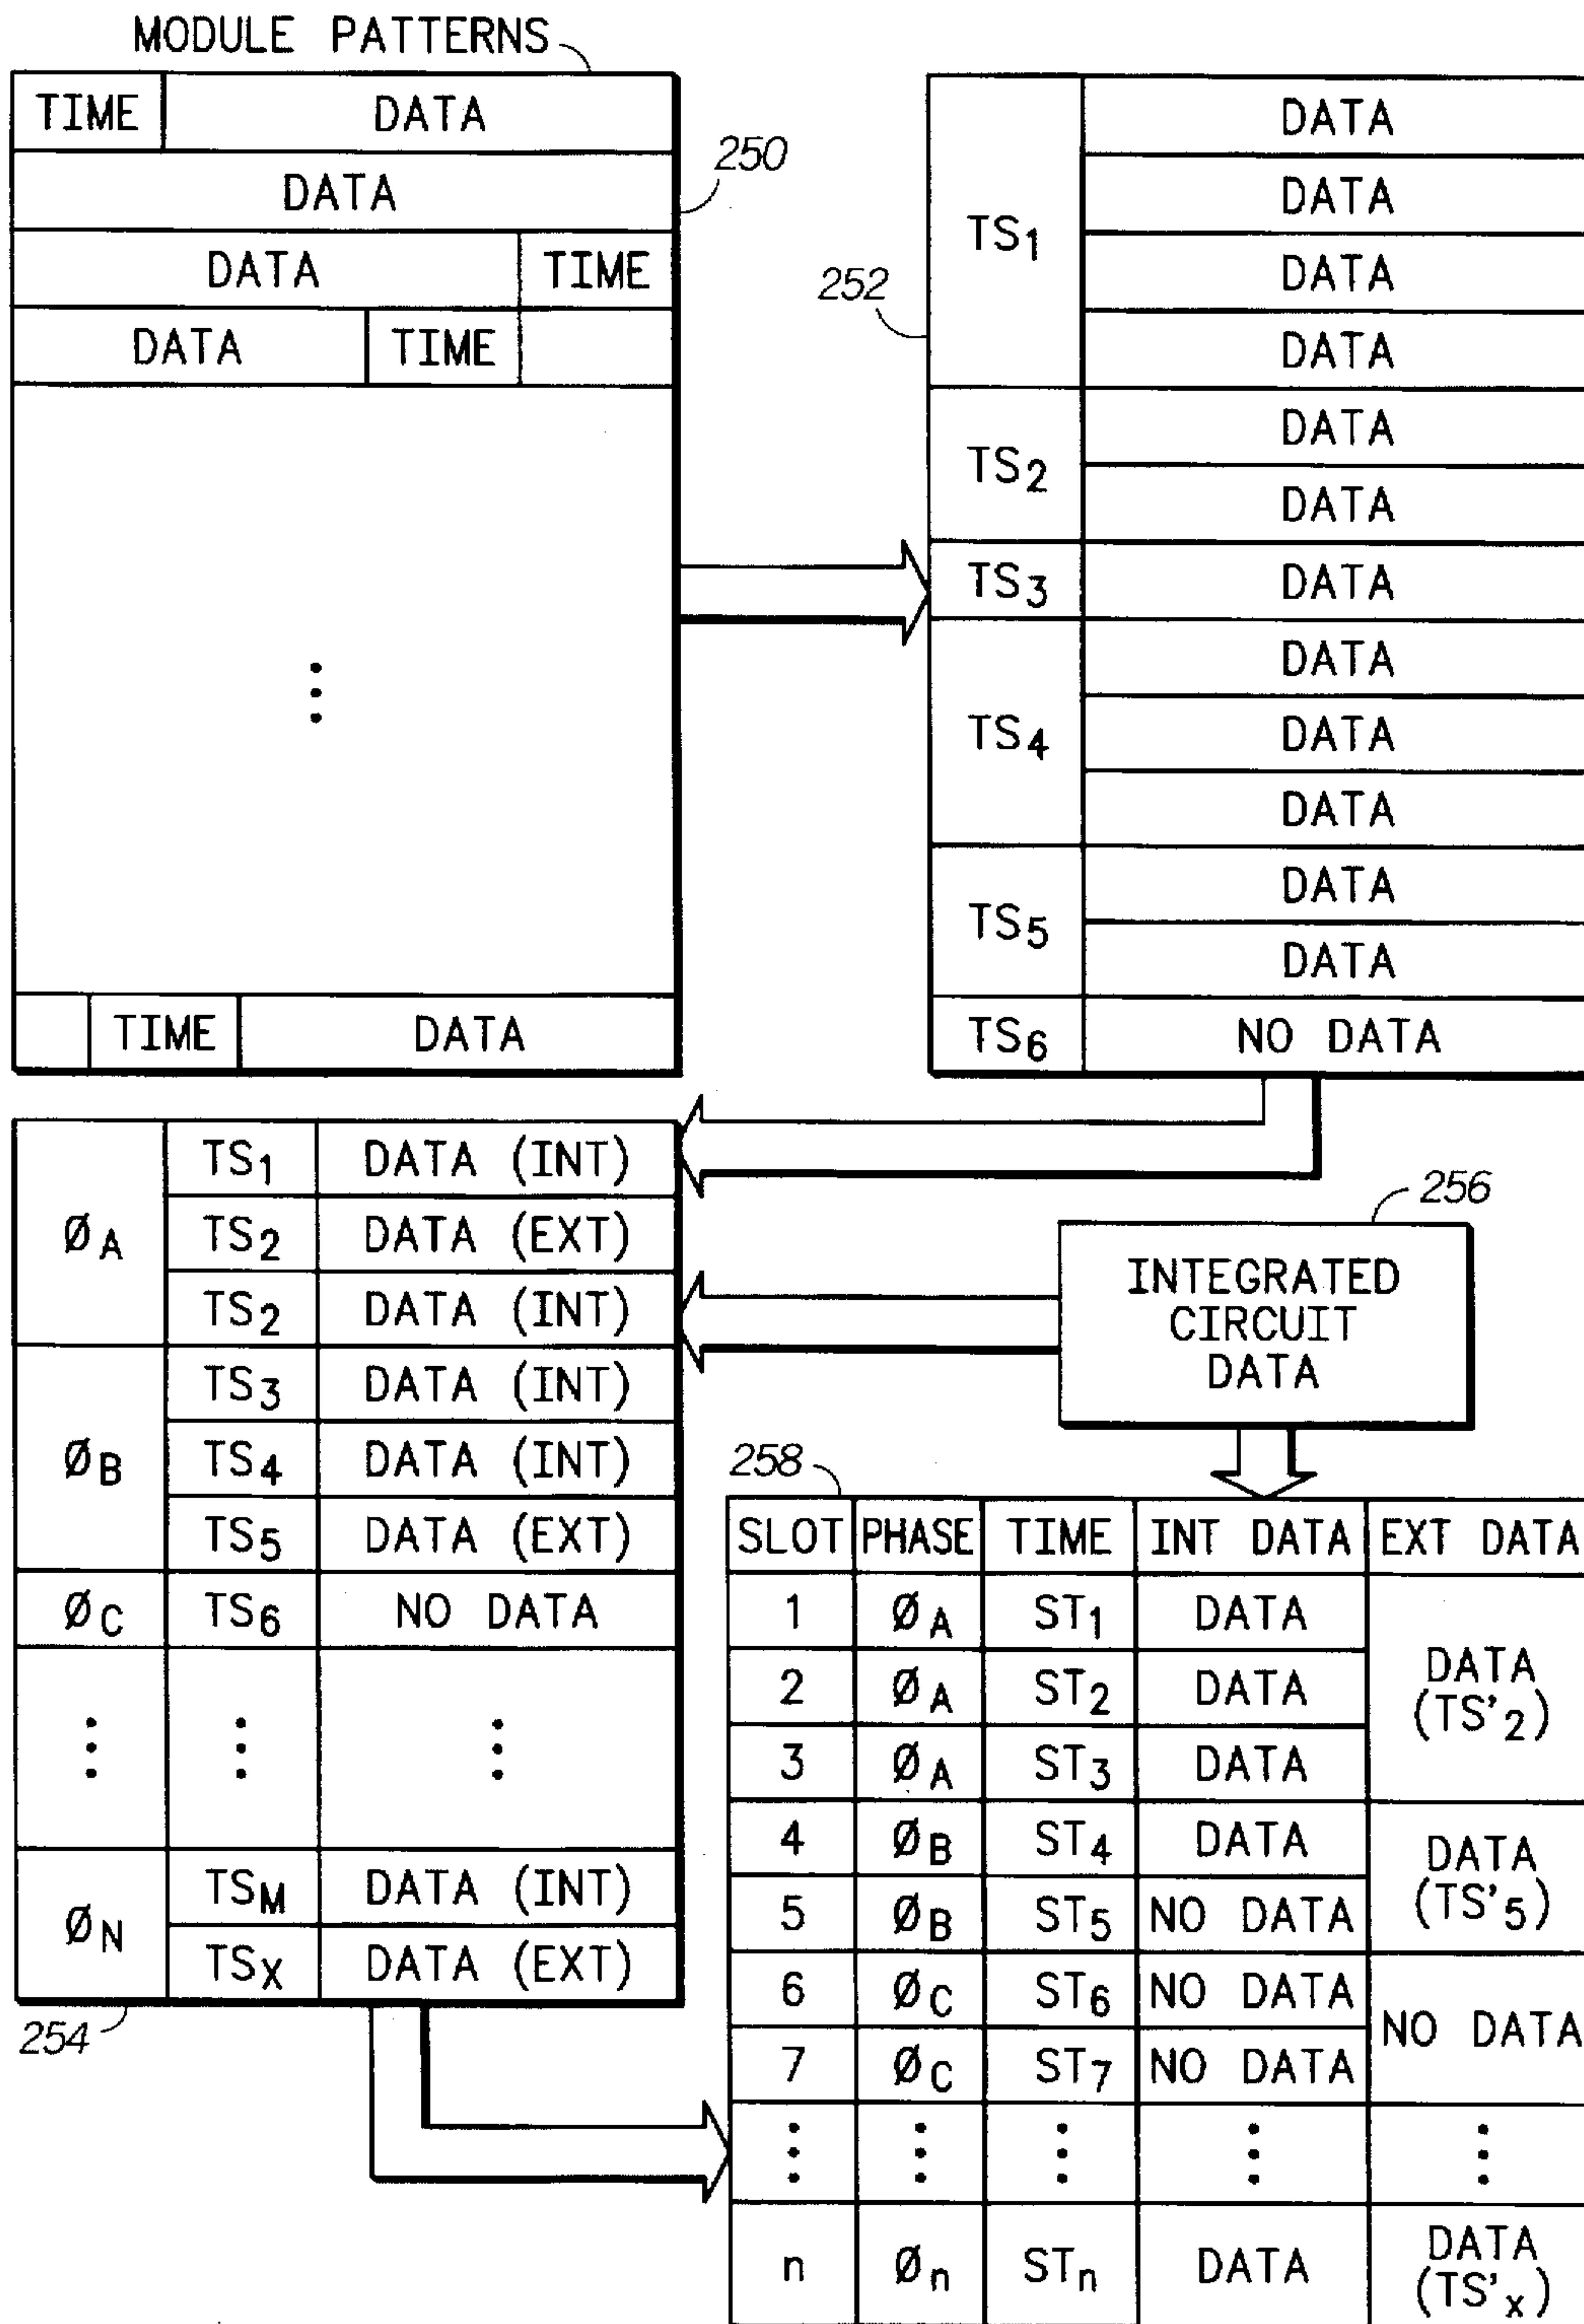 MODULE PATTERNS
TIME DATA
DATA
DATA TIME
DATA TIME
TIME DATA
250
252
TS1 DATA
DATA
DATA
DATA
TS2 DATA
DATA
TS3 DATA
TS4 DATA
DATA
DATA
TS5 DATA
DATA
TS6 NO DATA
ØA TS1 DATA (INT)
TS2 DATA (EXT)
TS2 DATA (INT)
ØB TS3 DATA (INT)
TS4 DATA (INT)
TS5 DATA (EXT)
ØC TS6 NO DATA
ØN TSM DATA (INT)
TSX DATA (EXT)
254
256
INTEGRATED
CIRCUIT
DATA
258
SLOT PHASE TIME INT DATA EXT DATA
1 ØA ST1 DATA
2 ØA ST2 DATA
3 ØA ST3 DATA
DATA
(TS'2)
4 ØB ST4 DATA
5 ØB ST5 NO DATA
DATA
(TS'5)
6 ØC ST6 NO DATA
7 ØC ST7 NO DATA
NO DATA
n Øn STn DATA
DATA
(TS'x)